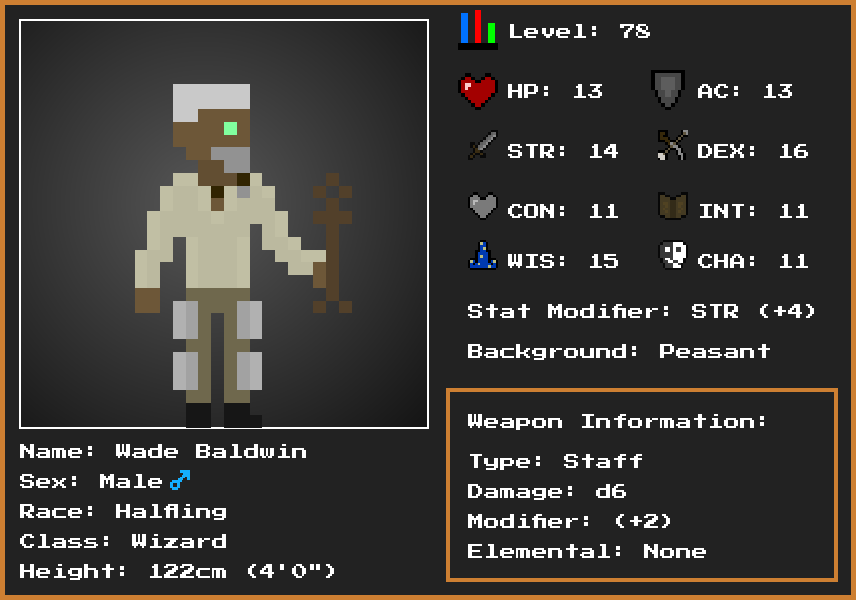 Level: 78
HP: 13 AC: 13
STR: 14 DEX: 16
CON: 11 INT: 11
WIS: 15 CHA: 11
Stat Modifier: STR (+4)
Background: Peasant
Weapon Information:
Type: Staff
Damage: d6
Modifier: (+2)
Elemental: None
Name: Wade Baldwin
Sex: Male ♂
Race: Halfling
Class: Wizard
Height: 122cm (4'0")